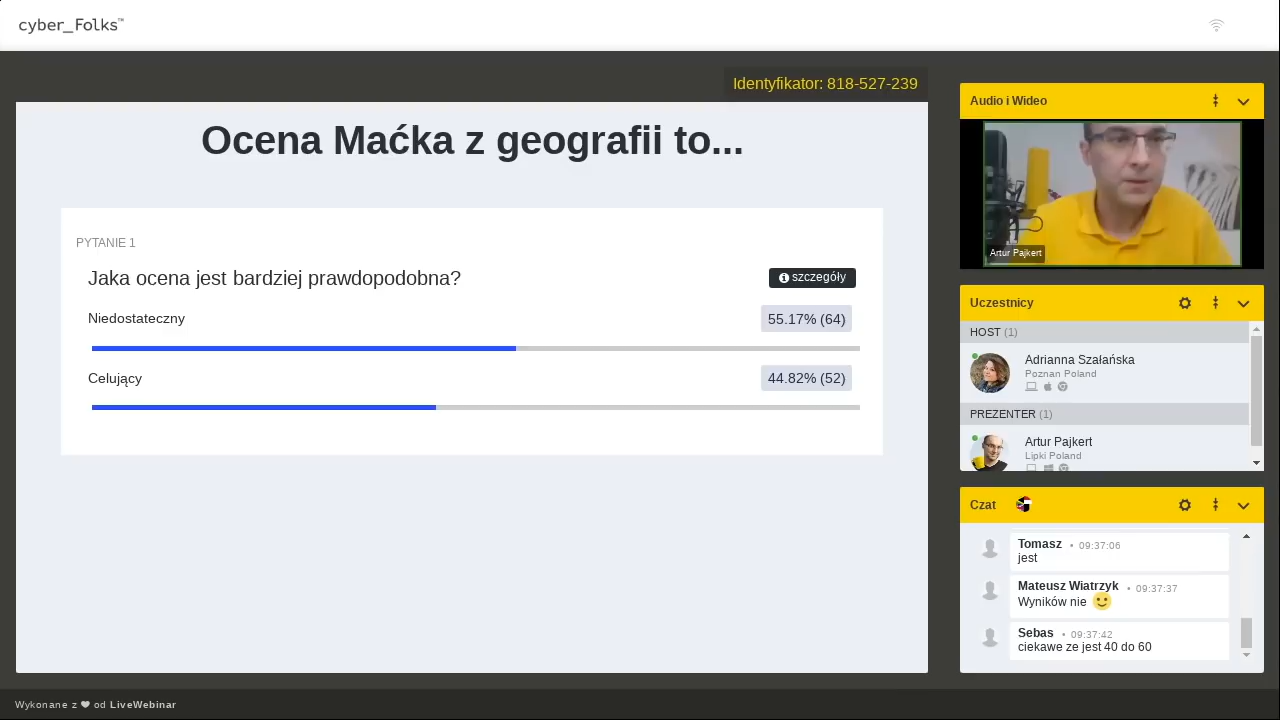 cyber_Folks™
Identyfikator: 818-527-239
Ocena Maćka z geografii to...
PYTANIE 1
Jaka ocena jest bardziej prawdopodobna?
szczegóły
Niedostateczny
55.17% (64)
Celujący
44.82% (52)
Audio i Wideo
Artur Pajkert
Uczestnicy
HOST (1)
Adrianna Szałańska
Poznan Poland
PREZENTER (1)
Artur Pajkert
Lipki Poland
Czat
Tomasz • 09:37:06
jest
Mateusz Wiatrzyk • 09:37:37
Wyników nie 🙂
Sebas • 09:37:42
ciekawe ze jest 40 do 60
Wykonane z ❤ od LiveWebinar